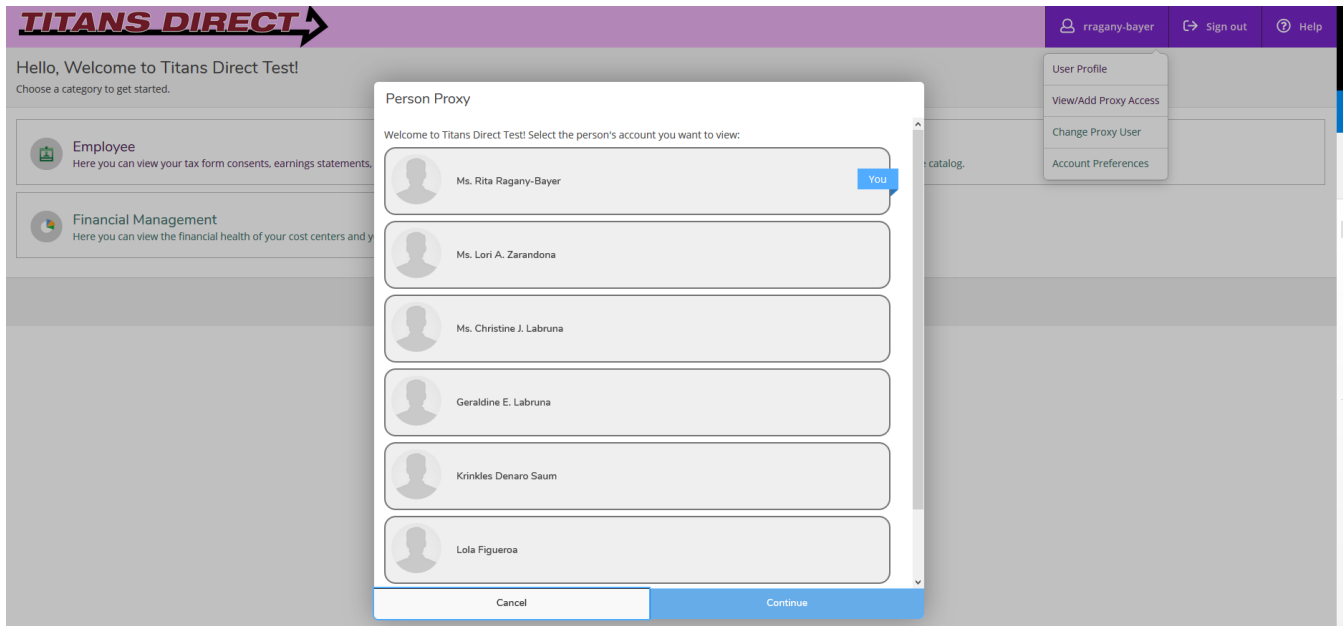 TITANS DIRECT
rragany-bayer
Sign out
Help
Hello, Welcome to Titans Direct Test!
Choose a category to get started.
User Profile
View/Add Proxy Access
Change Proxy User
Account Preferences
Employee
Here you can view your tax form consents, earnings statements,
catalog.
Financial Management
Here you can view the financial health of your cost centers and y
Person Proxy
Welcome to Titans Direct Test! Select the person's account you want to view:
Ms. Rita Ragany-Bayer
You
Ms. Lori A. Zarandona
Ms. Christine J. Labruna
Geraldine E. Labruna
Krinkles Denaro Saum
Lola Figueroa
Cancel
Continue